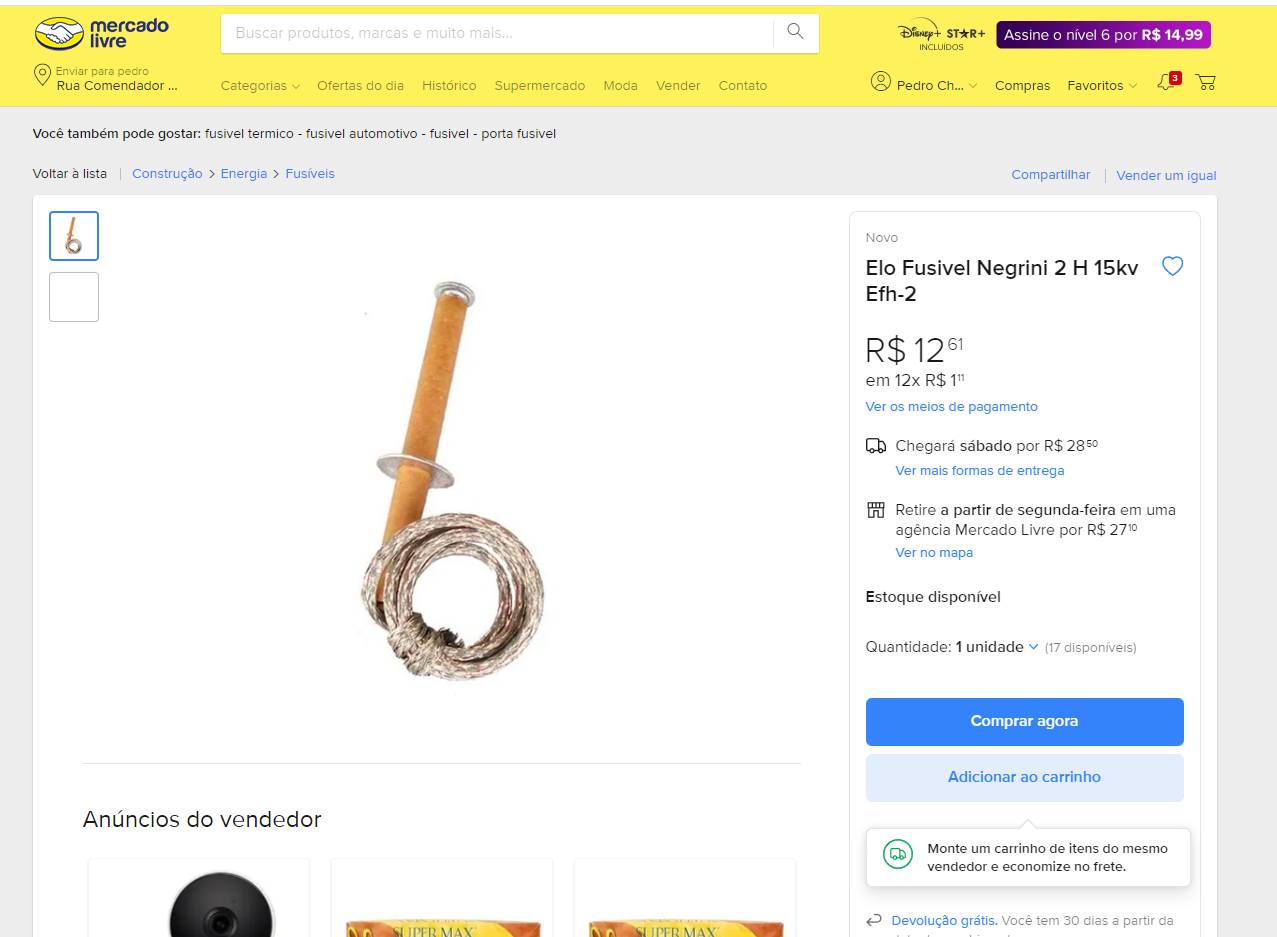 mercado
livre
Buscar produtos, marcas e muito mais...
Disney+ STAR+
INCLUÍDOS
Assine o nível 6 por R$ 14,99
Enviar para pedro
Rua Comendador ...
Categorias
Ofertas do dia
Histórico
Supermercado
Moda
Vender
Contato
Pedro Ch...
Compras
Favoritos
3
Você também pode gostar: fusivel termico - fusivel automotivo - fusivel - porta fusivel
Voltar à lista
Construção > Energia > Fusíveis
Compartilhar
Vender um igual
Novo
Elo Fusivel Negrini 2 H 15kv
Efh-2
R$ 12 61
em 12x R$ 1 11
Ver os meios de pagamento
Chegará sábado por R$ 28 50
Ver mais formas de entrega
Retire a partir de segunda-feira em uma
agência Mercado Livre por R$ 27 10
Ver no mapa
Estoque disponível
Quantidade: 1 unidade (17 disponíveis)
Comprar agora
Adicionar ao carrinho
Monte um carrinho de itens do mesmo
vendedor e economize no frete.
Devolução grátis. Você tem 30 dias a partir da
Anúncios do vendedor
SUPER MAX
SUPER MAX